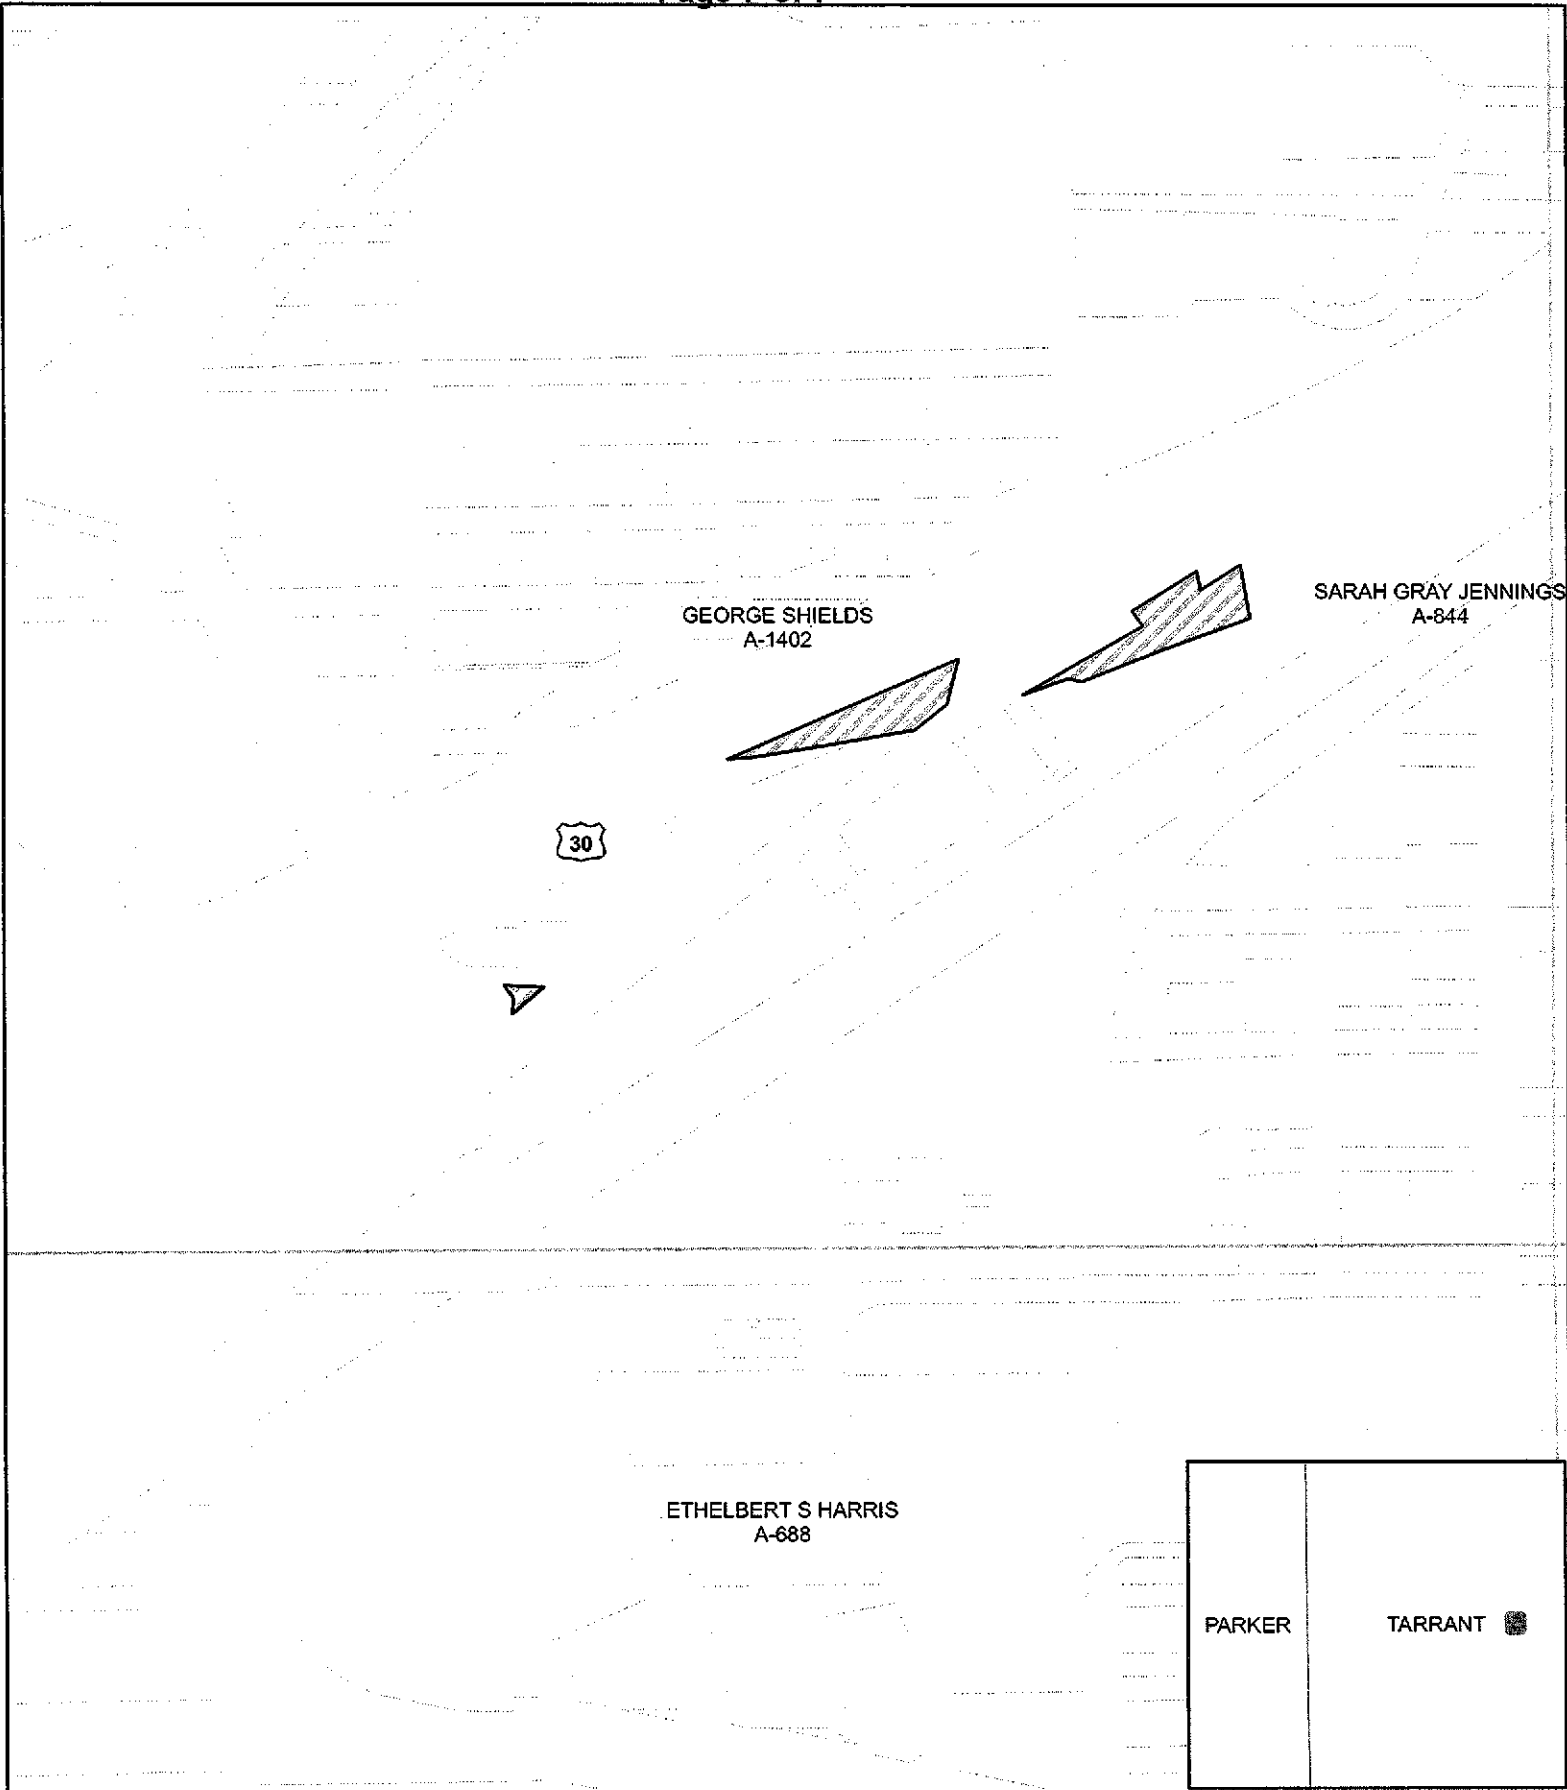 GEORGE SHIELDS
A-1402
SARAH GRAY JENNINGS
A-844
30
ETHELBERT S HARRIS
A-688
PARKER
TARRANT